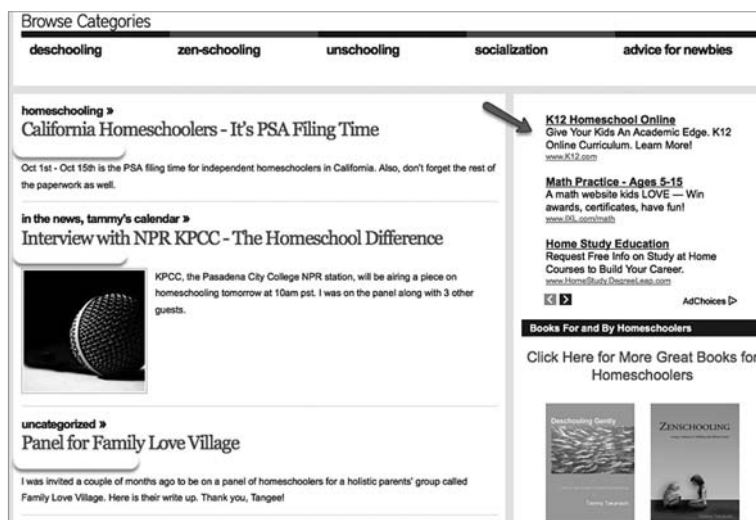 Browse Categories
deschooling zen-schooling unschooling socialization advice for newbies
homeschooling »
California Homeschoolers - It's PSA Filing Time
Oct 1st - Oct 15th is the PSA filing time for independent homeschoolers in California. Also, don't forget the rest of
the paperwork as well.
in the news, tammy's calendar »
Interview with NPR KPCC - The Homeschool Difference
KPCC, the Pasadena City College NPR station, will be airing a piece on
homeschooling tomorrow at 10am pst. I was on the panel along with 3 other
guests.
uncategorized »
Panel for Family Love Village
I was invited a couple of months ago to be on a panel of homeschoolers for a holistic parents' group called
Family Love Village. Here is their write up. Thank you, Tangee!
K12 Homeschool Online
Give Your Kids An Academic Edge. K12
Online Curriculum. Learn More!
www.K12.com
Math Practice - Ages 5-15
A math website kids LOVE — Win
awards, certificates, have fun!
www.IXL.com/math
Home Study Education
Request Free Info on Study at Home
Courses to Build Your Career.
www.HomeStudy.DegreeLeap.com
AdChoices
Books For and By Homeschoolers
Click Here for More Great Books for
Homeschoolers
Deschooling Gently
Tammy Takahashi
ZENSCHOOLING
Tammy Takahashi